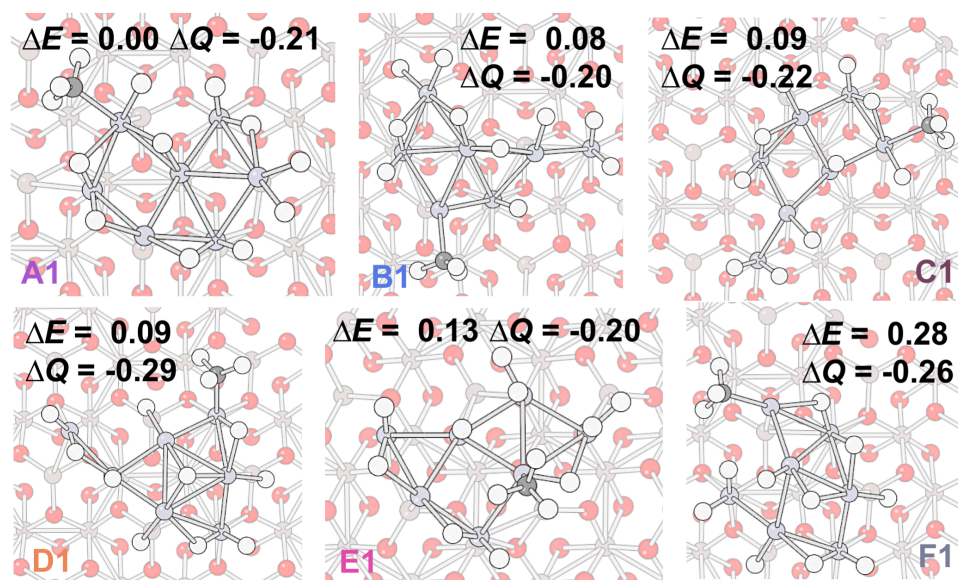 ΔE = 0.00 ΔQ = -0.21
A1
ΔE = 0.08
ΔQ = -0.20
B1
ΔE = 0.09
ΔQ = -0.22
C1
ΔE = 0.09
ΔQ = -0.29
D1
ΔE = 0.13 ΔQ = -0.20
E1
ΔE = 0.28
ΔQ = -0.26
F1